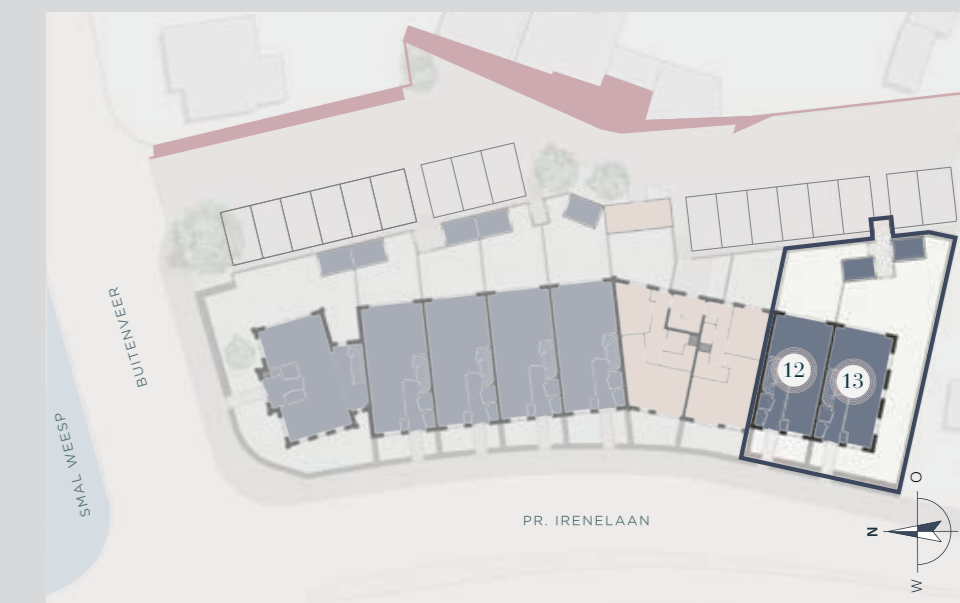 BUITENVEER
SMAL WEESP
12
13
PR. IRENELAAN
O
N
W